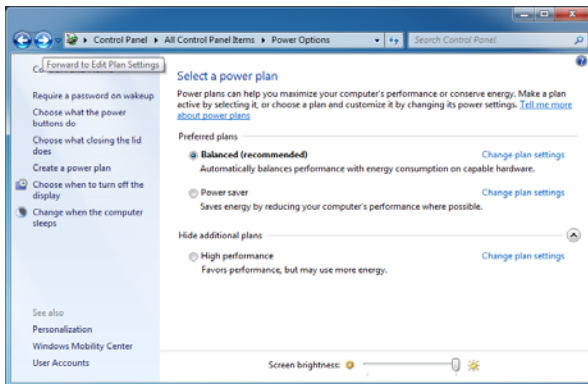 Control Panel ▸ All Control Panel Items ▸ Power Options
Search Control Panel
Forward to Edit Plan Settings
Require a password on wakeup
Choose what the power
buttons do
Choose what closing the lid
does
Create a power plan
Choose when to turn off the
display
Change when the computer
sleeps
See also
Personalization
Windows Mobility Center
User Accounts
Select a power plan
Power plans can help you maximize your computer's performance or conserve energy. Make a plan
active by selecting it, or choose a plan and customize it by changing its power settings. Tell me more
about power plans
Preferred plans
Balanced (recommended) Change plan settings
Automatically balances performance with energy consumption on capable hardware.
Power saver Change plan settings
Saves energy by reducing your computer's performance where possible.
Hide additional plans
High performance Change plan settings
Favors performance, but may use more energy.
Screen brightness: